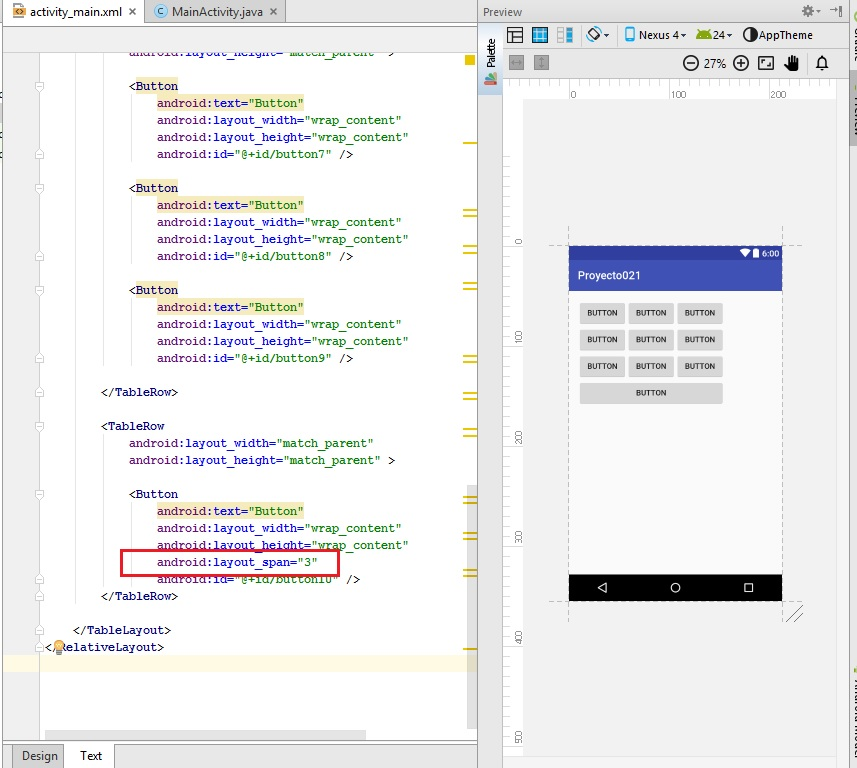 activity_main.xml
MainActivity.java
android:layout_height="match_parent" >
<Button
android:text="Button"
android:layout_width="wrap_content"
android:layout_height="wrap_content"
android:id="@+id/button7" />
<Button
android:text="Button"
android:layout_width="wrap_content"
android:layout_height="wrap_content"
android:id="@+id/button8" />
<Button
android:text="Button"
android:layout_width="wrap_content"
android:layout_height="wrap_content"
android:id="@+id/button9" />
</TableRow>
<TableRow
android:layout_width="match_parent"
android:layout_height="match_parent" >
<Button
android:text="Button"
android:layout_width="wrap_content"
android:layout_height="wrap_content"
android:layout_span="3"
android:id="@+id/button10" />
</TableRow>
</TableLayout>
</RelativeLayout>
Design Text
Preview
Palette
Nexus 4 24 AppTheme
27%
0 100 200
0
100
200
300
400
500
6:00
Proyecto021
BUTTON BUTTON BUTTON
BUTTON BUTTON BUTTON
BUTTON BUTTON BUTTON
BUTTON